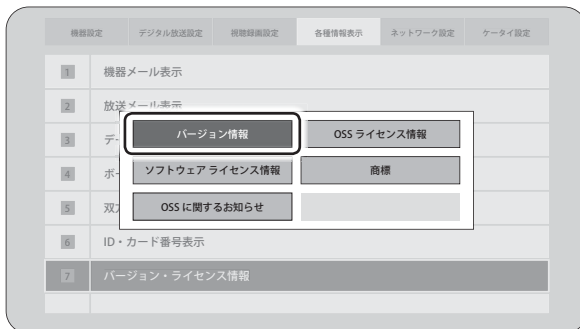 機器設定 デジタル放送設定 視聴録画設定 各種情報表示 ネットワーク設定 ケータイ設定
1 機器メール表示
2 放送メール表示
3 デー
4 ボー
5 双方
6 ID・カード番号表示
7 バージョン・ライセンス情報
バージョン情報 OSS ライセンス情報
ソフトウェア ライセンス情報 商標
OSS に関するお知らせ